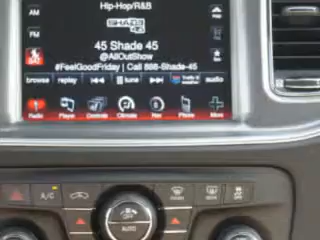 Hip-Hop/R&B
AM
FM
SHADE 45
SAT
45 Shade 45
@AllOutShow
#FeelGoodFriday | Call 888-Shade-45
browse replay tune audio
Radio Player Controls Climate Nav Phone More
A/C
AUTO